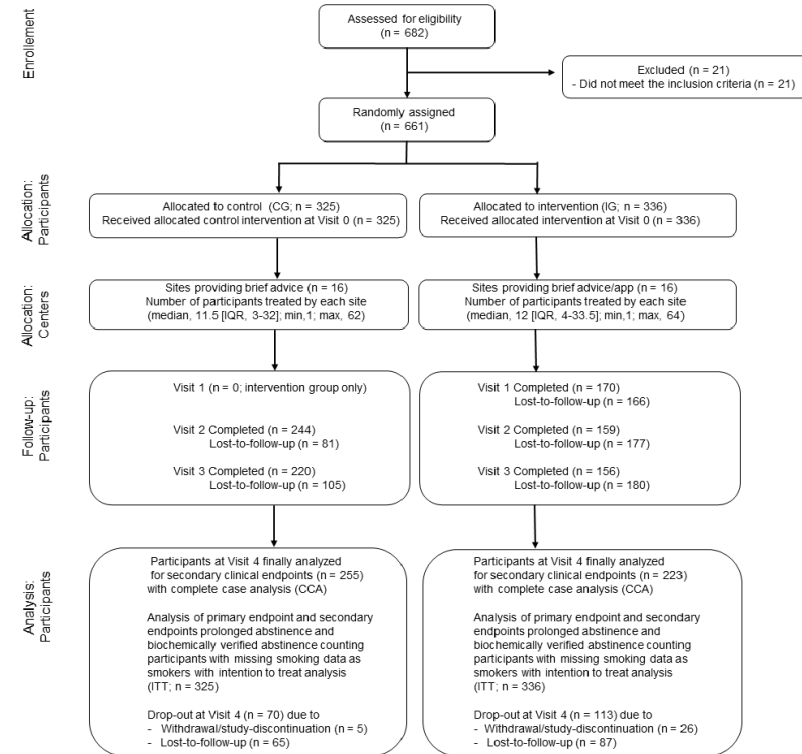 Enrollement
Assessed for eligibility
(n = 682)
Excluded (n = 21)
- Did not meet the inclusion criteria (n = 21)
Randomly assigned
(n = 661)
Allocation:
Participants
Allocated to control (CG; n = 325)
Received allocated control intervention at Visit 0 (n = 325)
Allocated to intervention (IG; n = 336)
Received allocated intervention at Visit 0 (n = 336)
Allocation:
Centers
Sites providing brief advice (n = 16)
Number of participants treated by each site
(median, 11.5 [IQR, 3-32]; min,1; max, 62)
Sites providing brief advice/app (n = 16)
Number of participants treated by each site
(median, 12 [IQR, 4-33.5]; min,1; max, 64)
Follow-up:
Participants
Visit 1 (n = 0; intervention group only)
Visit 2 Completed (n = 244)
Lost-to-follow-up (n = 81)
Visit 3 Completed (n = 220)
Lost-to-follow-up (n = 105)
Visit 1 Completed (n = 170)
Lost-to-follow-up (n = 166)
Visit 2 Completed (n = 159)
Lost-to-follow-up (n = 177)
Visit 3 Completed (n = 156)
Lost-to-follow-up (n = 180)
Analysis:
Participants
Participants at Visit 4 finally analyzed
for secondary clinical endpoints (n = 255)
with complete case analysis (CCA)
Analysis of primary endpoint and secondary
endpoints prolonged abstinence and
biochemically verified abstinence counting
participants with missing smoking data as
smokers with intention to treat analysis
(ITT; n = 325)
Drop-out at Visit 4 (n = 70) due to
- Withdrawal/study-discontinuation (n = 5)
- Lost-to-follow-up (n = 65)
Participants at Visit 4 finally analyzed
for secondary clinical endpoints (n = 223)
with complete case analysis (CCA)
Analysis of primary endpoint and secondary
endpoints prolonged abstinence and
biochemically verified abstinence counting
participants with missing smoking data as
smokers with intention to treat analysis
(ITT; n = 336)
Drop-out at Visit 4 (n = 113) due to
- Withdrawal/study-discontinuation (n = 26)
- Lost-to-follow-up (n = 87)